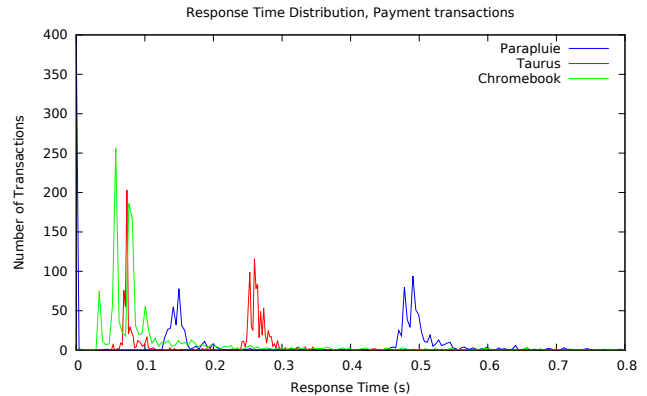 Response Time Distribution, Payment transactions
Parapluie
Taurus
Chromebook
Number of Transactions
400
350
300
250
200
150
100
50
0
0 0.1 0.2 0.3 0.4 0.5 0.6 0.7 0.8
Response Time (s)